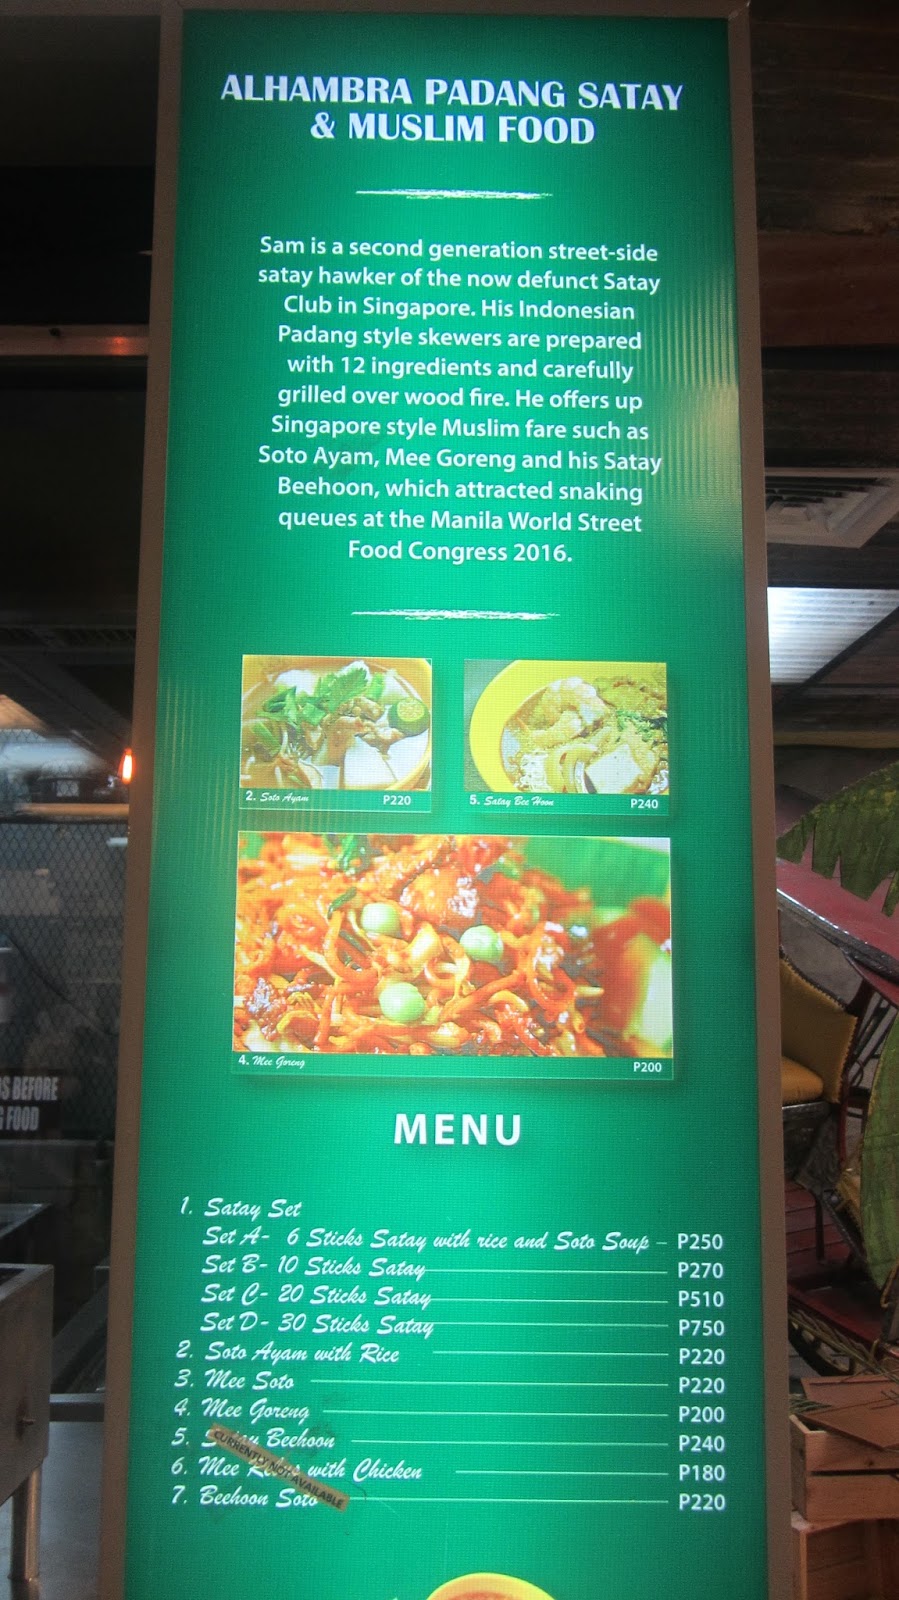 ALHAMBRA PADANG SATAY
& MUSLIM FOOD
Sam is a second generation street-side
satay hawker of the now defunct Satay
Club in Singapore. His Indonesian
Padang style skewers are prepared
with 12 ingredients and carefully
grilled over wood fire. He offers up
Singapore style Muslim fare such as
Soto Ayam, Mee Goreng and his Satay
Beehoon, which attracted snaking
queues at the Manila World Street
Food Congress 2016.
2. Soto Ayam P220
5. Satay Bee Hoon P240
4. Mee Goreng P200
MENU
1. Satay Set
Set A- 6 Sticks Satay with rice and Soto Soup - P250
Set B- 10 Sticks Satay P270
Set C- 20 Sticks Satay P510
Set D- 30 Sticks Satay P750
2. Soto Ayam with Rice P220
3. Mee Soto P220
4. Mee Goreng P200
5. Beehoon P240
6. Mee with Chicken P180
7. Beehoon Soto P220
CURRENTLY NOT AVAILABLE
S BEFORE
FOOD